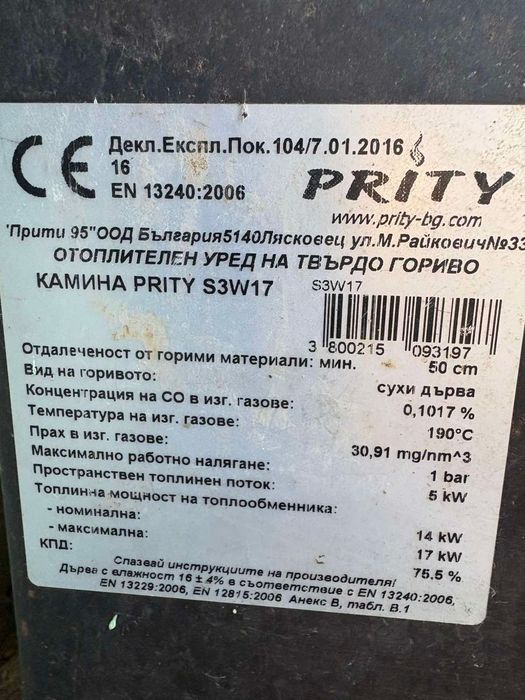 CE Декл.Експл.Пок.104/7.01.2016
16
EN 13240:2006
PRITY
www.prity-bg.com
"Прити 95"ООД България5140Лясковец ул.М.Райкович№33
ОТОПЛИТЕЛЕН УРЕД НА ТВЪРДО ГОРИВО
КАМИНА PRITY S3W17
S3W17
3 800215 093197
Отдалеченост от горими материали: мин. 50 cm
Вид на горивото: сухи дърва
Концентрация на CO в изг. газове: 0,1017 %
Температура на изг. газове: 190°C
Прах в изг. газове: 30,91 mg/nm^3
Максимално работно налягане: 1 bar
Пространствен топлинен поток: 5 kW
Топлинна мощност на топлообменника:
- номинална: 14 kW
- максимална: 17 kW
КПД: 75.5 %
Спазвай инструкциите на производителя!
Дърва с влажност 16 ± 4% в съответствие с EN 13240:2006,
EN 13229:2006, EN 12815:2006 Анекс B, табл. B.1